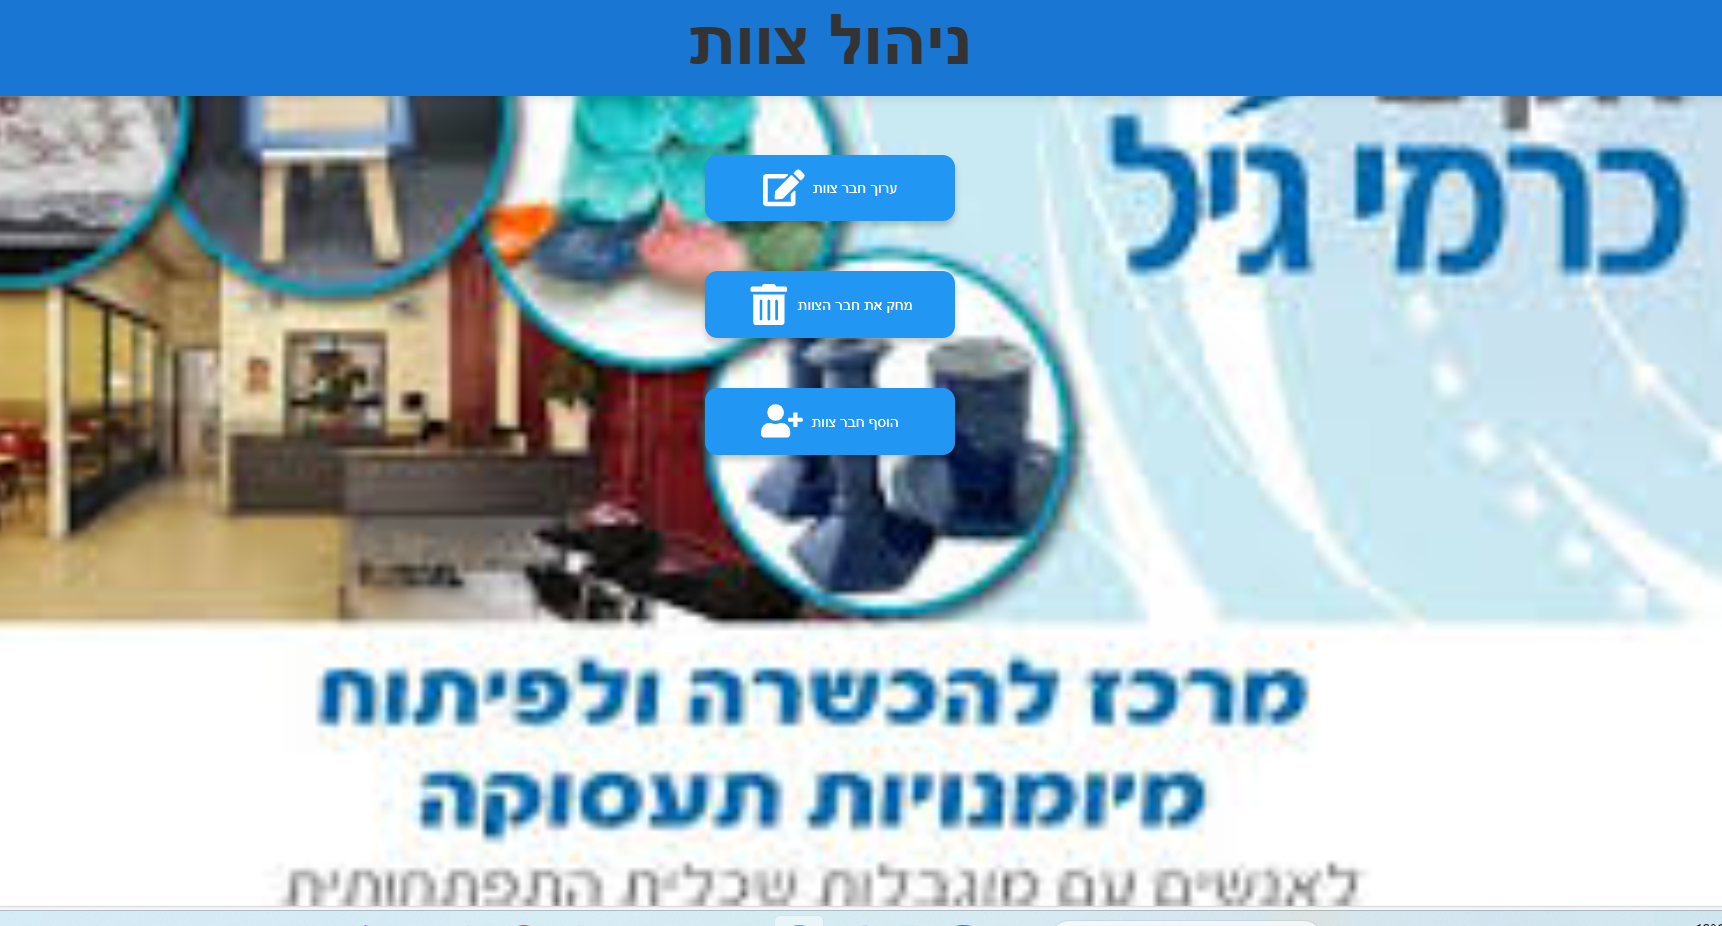 ניהול צוות
כרמי גיל
ערוך חבר צוות
מחק את חבר הצוות
הוסף חבר צוות
מרכז להכשרה ולפיתוח
מיומנויות תעסוקה
לאנשים עם מוגבלות שכלית התפתחותית